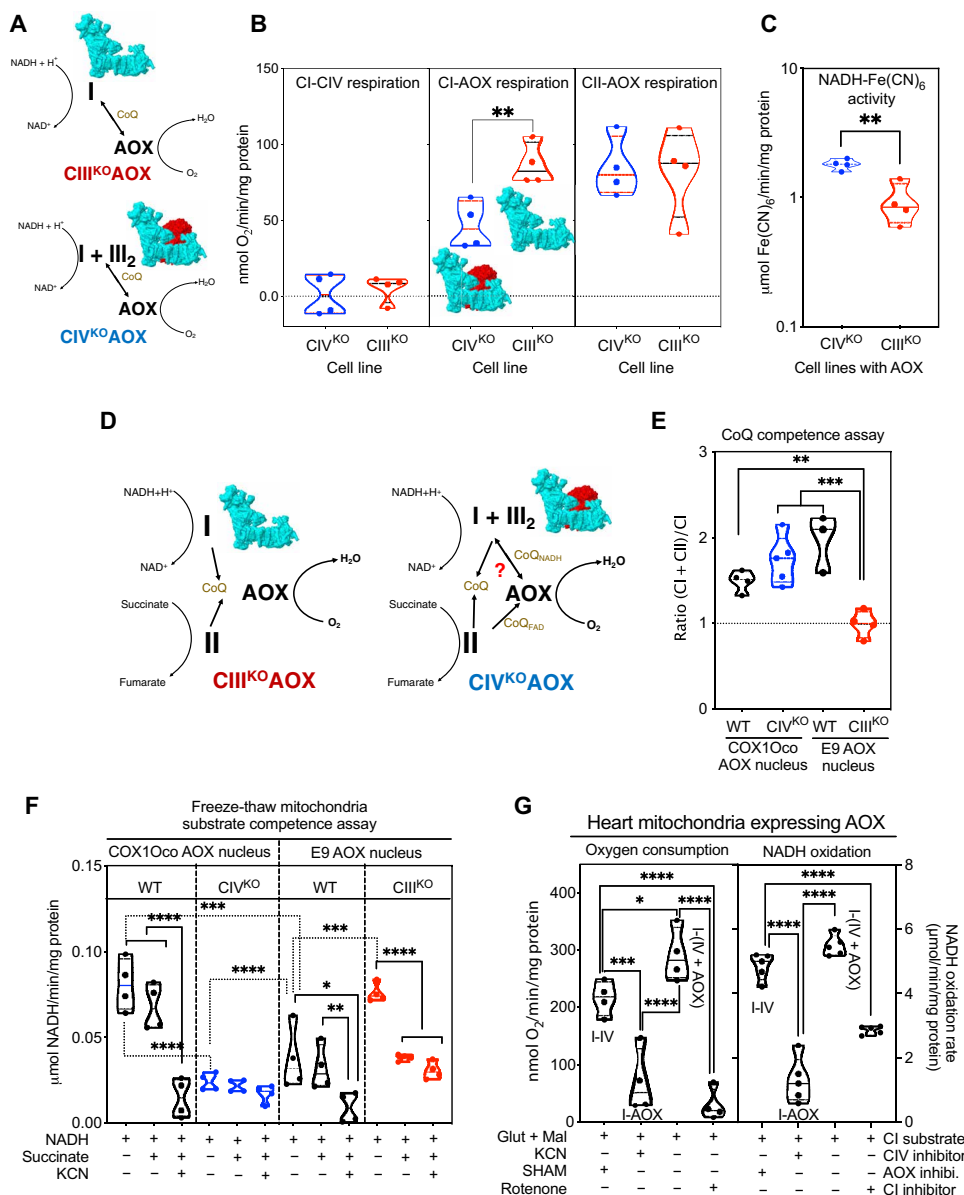 A
NADH + H⁺
I
CoQ
NAD⁺
AOX
H₂O
O₂
CIIIᴷᴼAOX
NADH + H⁺
I + III₂
CoQ
NAD⁺
AOX
H₂O
O₂
CIVᴷᴼAOX
B
CI-CIV respiration
CI-AOX respiration
CII-AOX respiration
**
nmol O₂/min/mg protein
150
100
50
0.0
CIVᴷᴼ CIIIᴷᴼ
Cell line
CIVᴷᴼ CIIIᴷᴼ
Cell line
CIVᴷᴼ CIIIᴷᴼ
Cell line
C
NADH-Fe(CN)₆
activity
**
μmol Fe(CN)₆/min/mg protein
10
1
0.1
CIVᴷᴼ CIIIᴷᴼ
Cell lines with AOX
D
NADH+H⁺
I
NAD⁺
CoQ
AOX
H₂O
O₂
Succinate
II
Fumarate
CIIIᴷᴼAOX
NADH+H⁺
I + III₂
NAD⁺
CoQ_NADH
?
CoQ
AOX
H₂O
O₂
Succinate
CoQ_FAD
II
Fumarate
CIVᴷᴼAOX
E
CoQ competence assay
**
***
Ratio (CI + CII)/CI
3
2
1
0
WT CIVᴷᴼ WT CIIIᴷᴼ
COX1Oco
AOX nucleus
E9 AOX
nucleus
F
Freeze-thaw mitochondria
substrate competence assay
COX1Oco AOX nucleus E9 AOX nucleus
WT CIVᴷᴼ WT CIIIᴷᴼ
***
****
***
****
****
*
**
****
μmol NADH/min/mg protein
0.15
0.10
0.05
0.00
NADH + + + + + + + + + + + +
Succinate – + + – + + – + + – + +
KCN – – + – – + – – + – – +
G
Heart mitochondria expressing AOX
Oxygen consumption
NADH oxidation
****
*
****
***
****
I-IV
I-(IV + AOX)
nmol O₂/min/mg protein
400
300
200
100
0
****
****
****
I-IV
I-AOX
I-(IV + AOX)
8
6
4
2
0
NADH oxidation rate
(μmol/min/mg protein)
I-AOX
Glut + Mal + + + + + + + + CI substrate
KCN – + – – – + – – CIV inhibitor
SHAM + – – – + – – – AOX inhibi.
Rotenone – – – + – – – + CI inhibitor